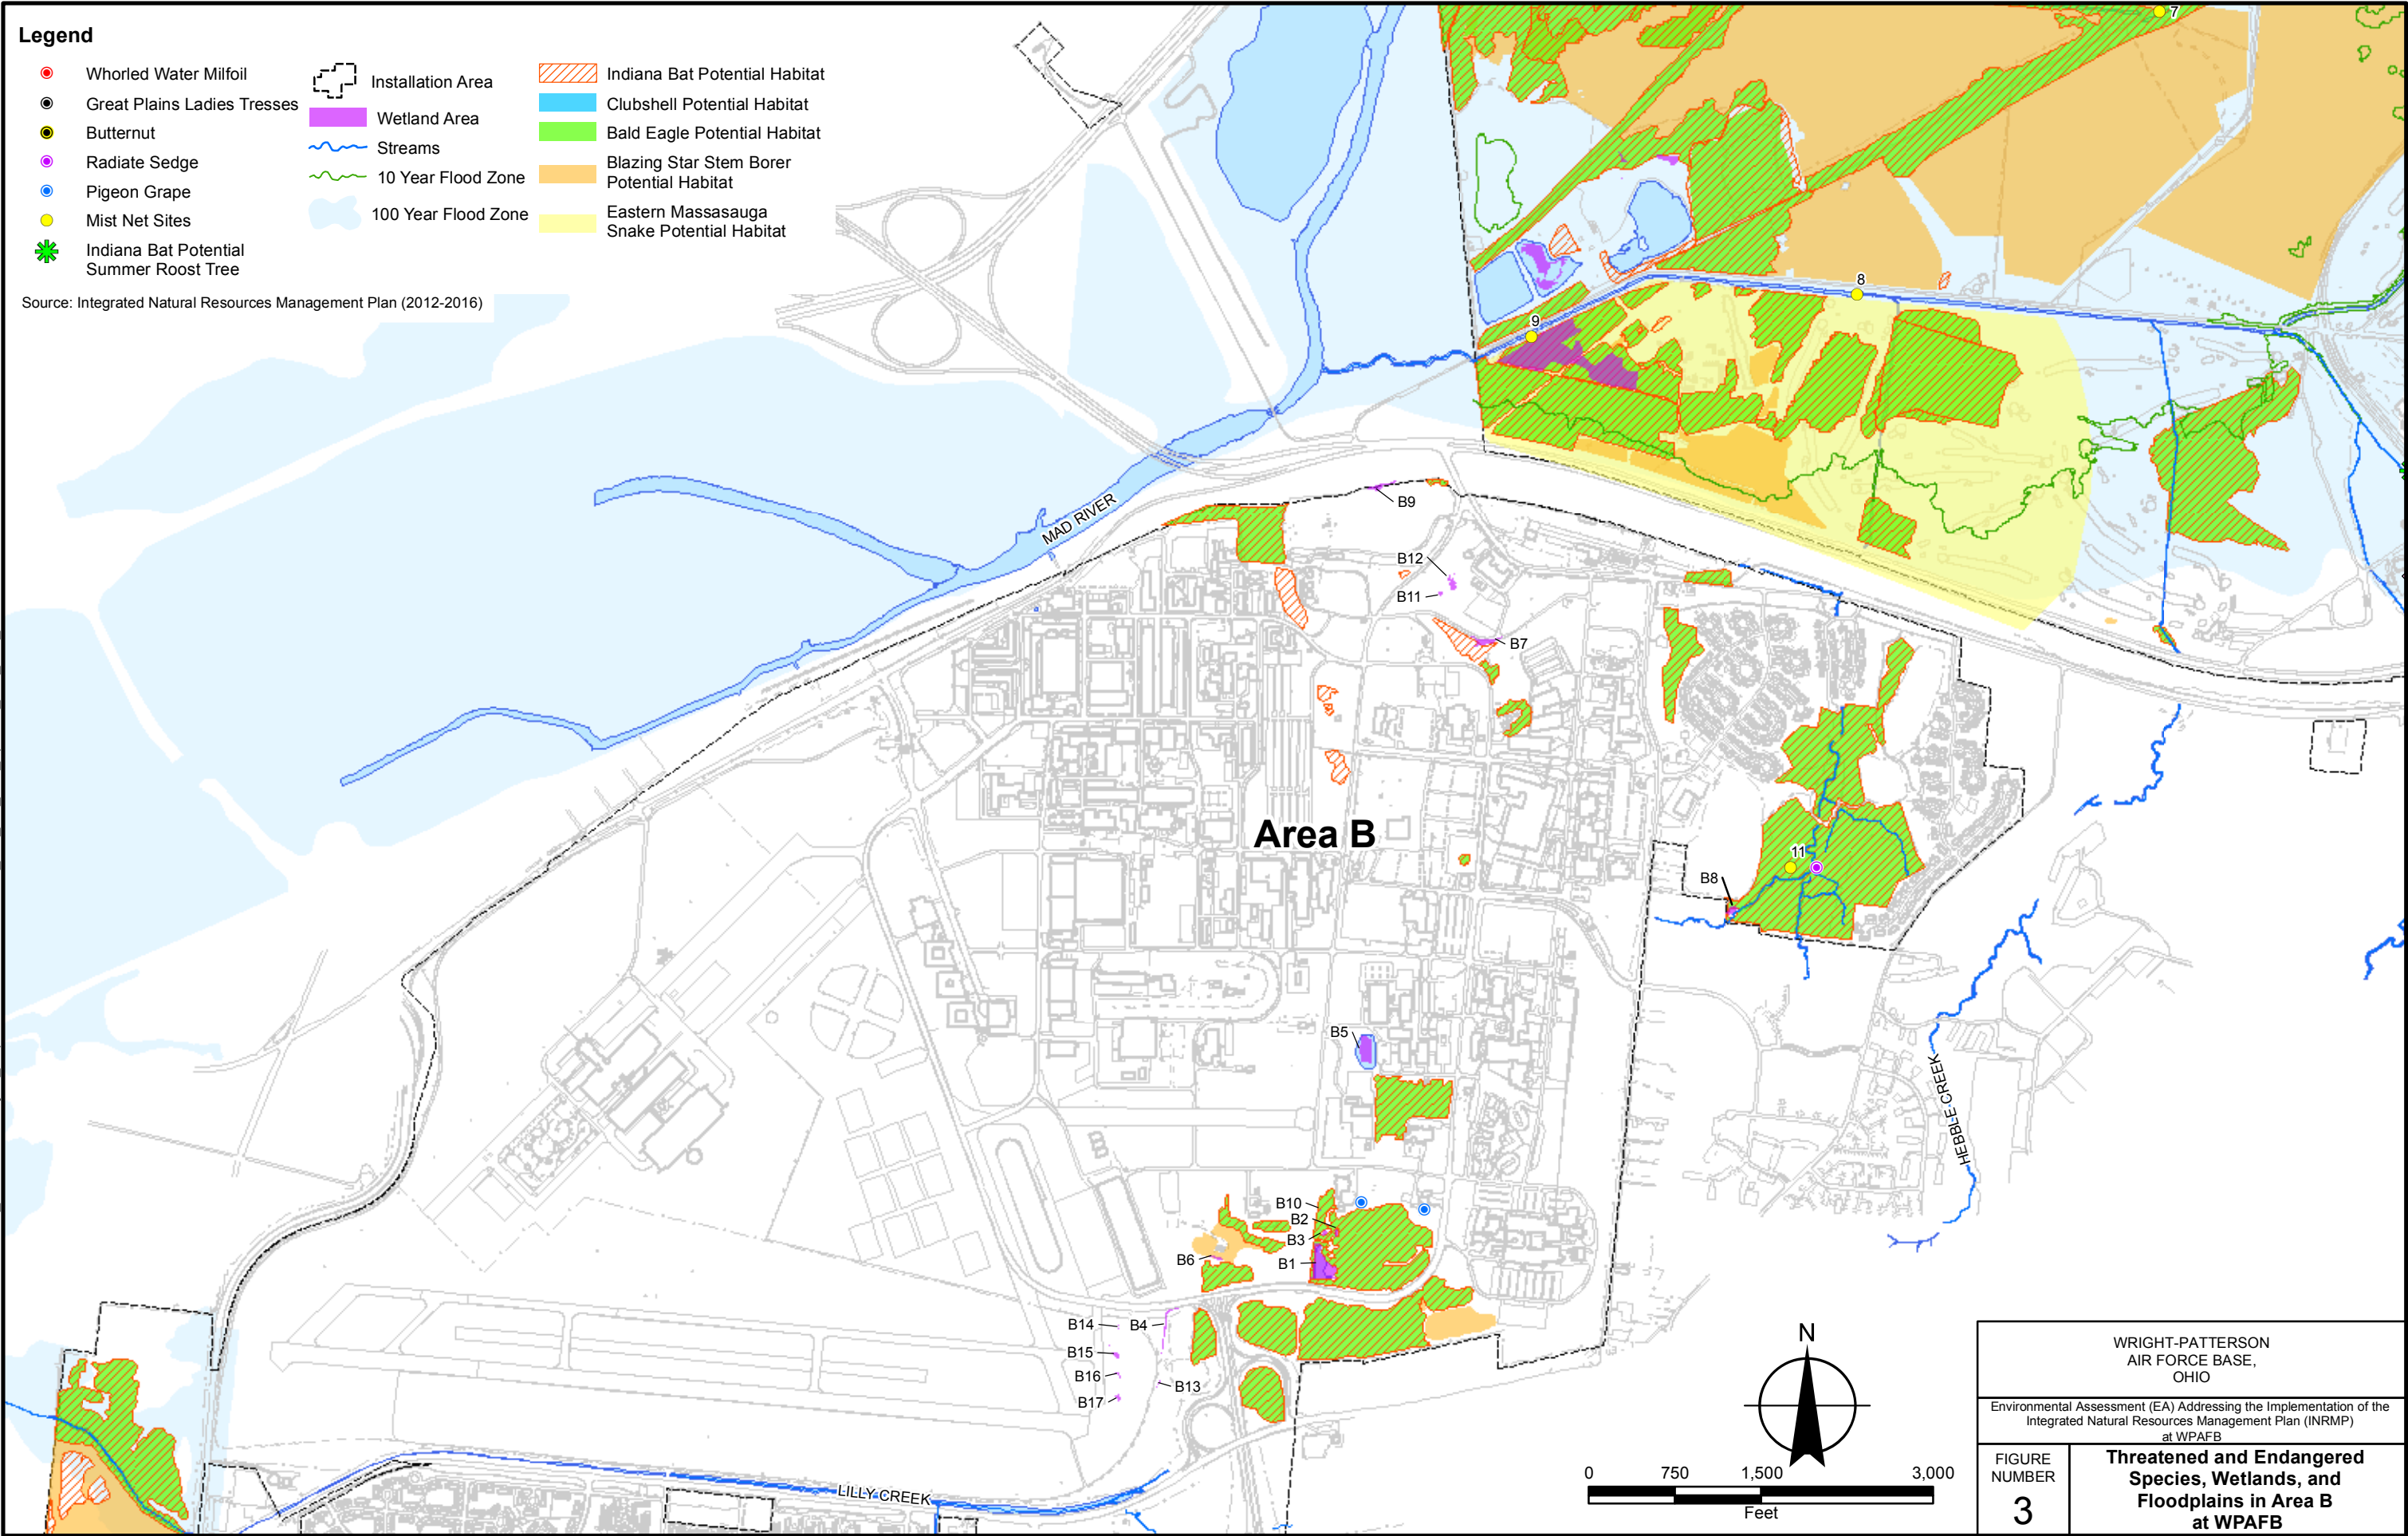 Legend
Whorled Water Milfoil
Great Plains Ladies Tresses
Butternut
Radiate Sedge
Pigeon Grape
Mist Net Sites
Indiana Bat Potential
Summer Roost Tree
Installation Area
Wetland Area
Streams
10 Year Flood Zone
100 Year Flood Zone
Indiana Bat Potential Habitat
Clubshell Potential Habitat
Bald Eagle Potential Habitat
Blazing Star Stem Borer
Potential Habitat
Eastern Massasauga
Snake Potential Habitat
Source: Integrated Natural Resources Management Plan (2012-2016)
7
8
9
MAD RIVER
B9
B12
B11
B7
Area B
11
B8
B5
HEBBLE CREEK
B10
B2
B3
B6
B1
B14
B4
B15
B16
B13
B17
LILLY CREEK
N
0
750
1,500
3,000
Feet
WRIGHT-PATTERSON
AIR FORCE BASE,
OHIO
Environmental Assessment (EA) Addressing the Implementation of the
Integrated Natural Resources Management Plan (INRMP)
at WPAFB
FIGURE
NUMBER
3
Threatened and Endangered
Species, Wetlands, and
Floodplains in Area B
at WPAFB